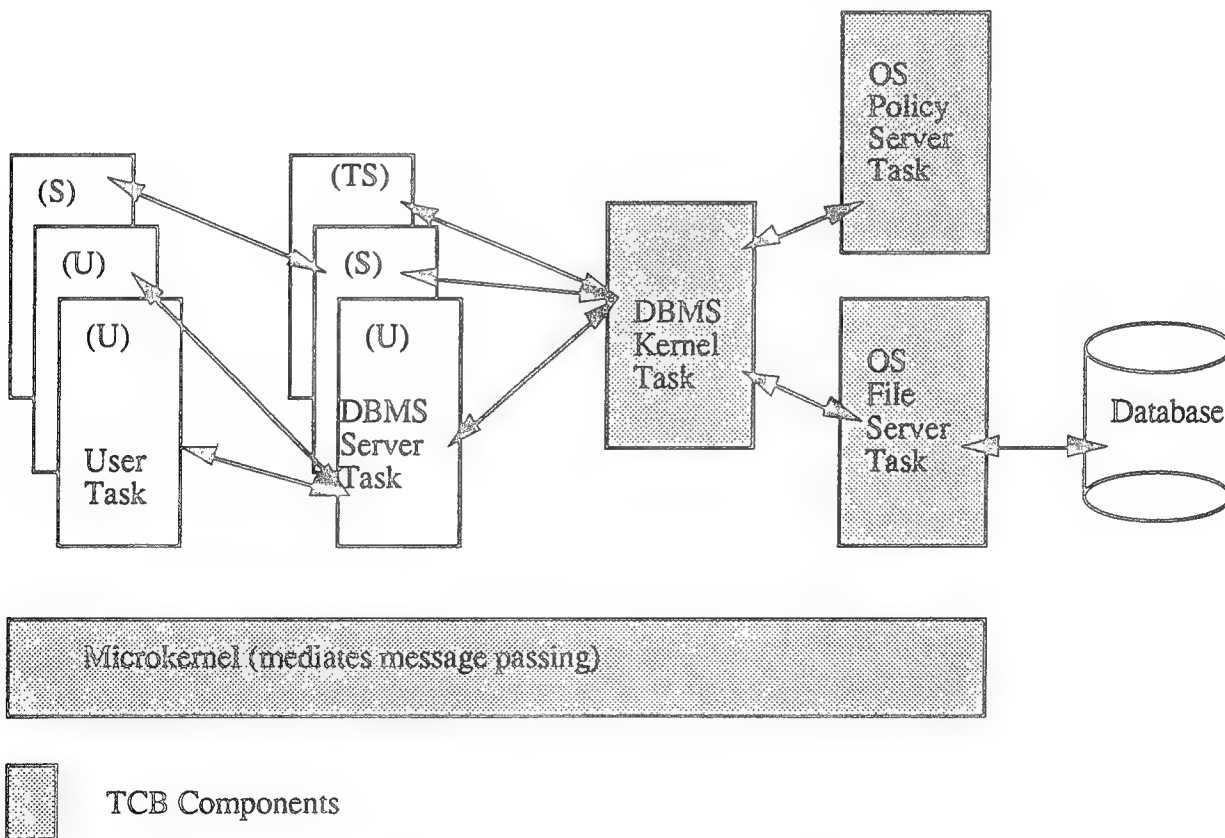 (S)
(U)
(U)
User
Task
(TS)
(S)
(U)
DBMS
Server
Task
DBMS
Kernel
Task
OS
Policy
Server
Task
OS
File
Server
Task
Database
Microkernel (mediates message passing)
TCB Components